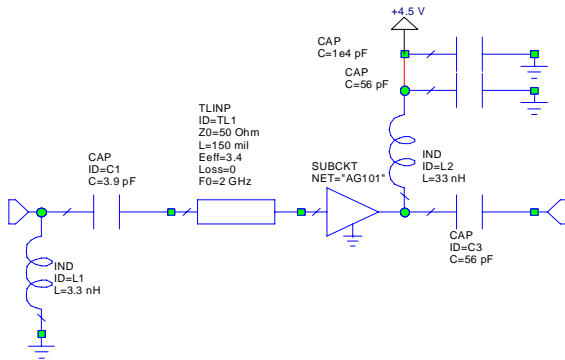 +4.5 V
CAP
C=1e4 pF
CAP
C=56 pF
TLINP
ID=TL1
Z0=50 Ohm
L=150 mil
Eeff=3.4
Loss=0
F0=2 GHz
CAP
ID=C1
C=3.9 pF
SUBCKT
NET="AG101"
IND
ID=L2
L=33 nH
CAP
ID=C3
C=56 pF
IND
ID=L1
L=3.3 nH